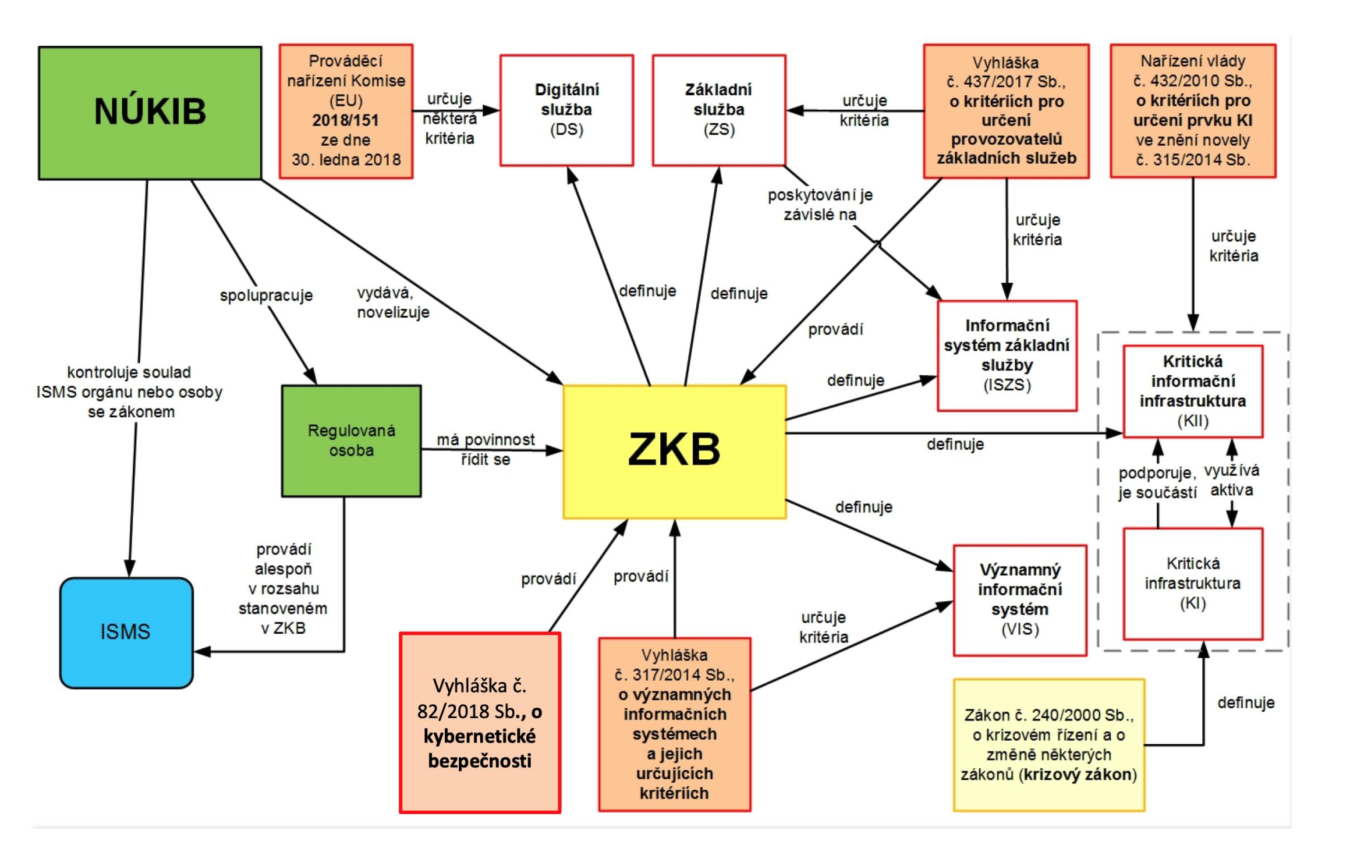 NÚKIB
Prováděcí
nařízení Komise
(EU)
2018/151
ze dne
30. ledna 2018
určuje
některá
kritéria
Digitální
služba
(DS)
Základní
služba
(ZS)
určuje
kritéria
Vyhláška
č. 437/2017 Sb.,
o kritériích pro
určení
provozovatelů
základních služeb
Nařízení vlády
č. 432/2010 Sb.,
o kritériích pro
určení prvku KI
ve znění novely
č. 315/2014 Sb.
poskytování je
závislé na
určuje
kritéria
určuje
kritéria
spolupracuje
vydává,
novelizuje
definuje
definuje
provádí
Informační
systém základní
služby
(ISZS)
kontroluje soulad
ISMS orgánu nebo osoby
se zákonem
definuje
Kritická
informační
infrastruktura
(KII)
Regulovaná
osoba
má povinnost
řídit se
ZKB
definuje
podporuje,
je součástí
využívá
aktiva
definuje
provádí
alespoň
v rozsahu
stanoveném
v ZKB
ISMS
provádí
provádí
určuje
kritéria
Významný
informační
systém
(VIS)
Kritická
infrastruktura
(KI)
Vyhláška č.
82/2018 Sb., o
kybernetické
bezpečnosti
Vyhláška
č. 317/2014 Sb.,
o významných
informačních
systémech
a jejich
určujících
kritériích
Zákon č. 240/2000 Sb.,
o krizovém řízení a o
změně některých
zákonů (krizový zákon)
definuje